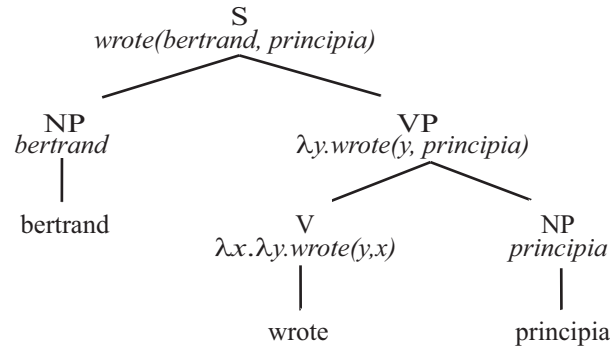 S
wrote(bertrand, principia)
NP
bertrand
VP
λy.wrote(y, principia)
bertrand
V
λx.λy.wrote(y,x)
NP
principia
wrote
principia